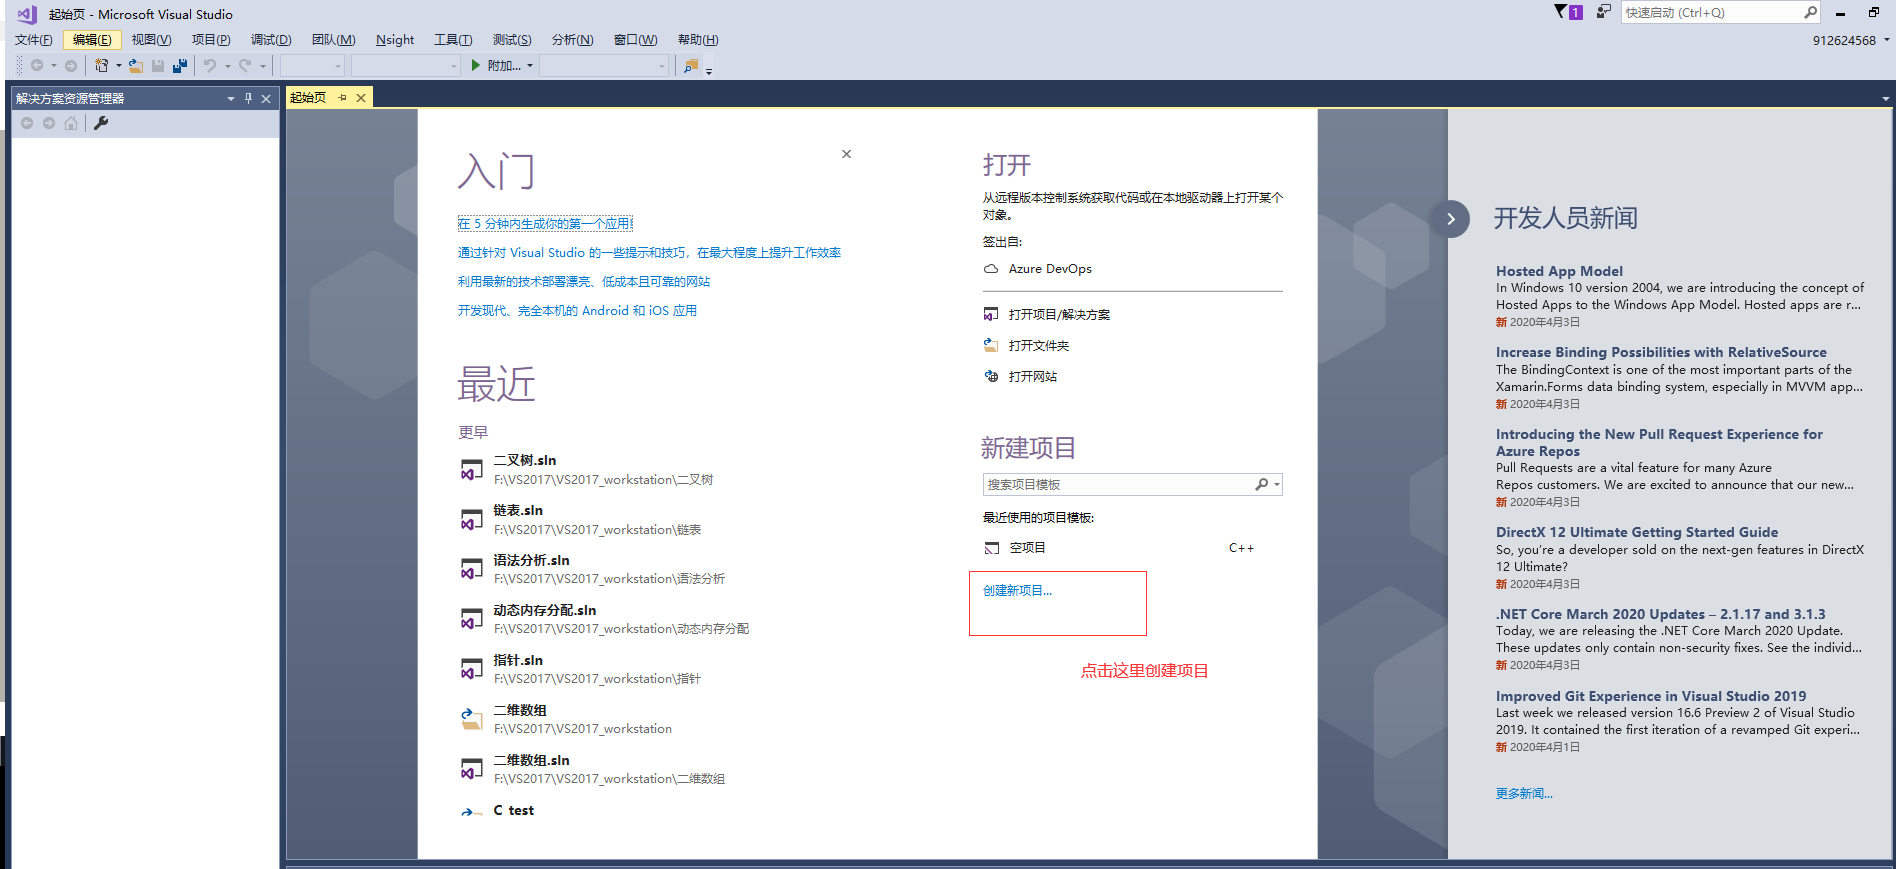 起始页 - Microsoft Visual Studio
1
快速启动 (Ctrl+Q)
文件(F) 编辑(E) 视图(V) 项目(P) 调试(D) 团队(M) Nsight 工具(T) 测试(S) 分析(N) 窗口(W) 帮助(H)
912624568
附加...
解决方案资源管理器
起始页
入门
在 5 分钟内生成你的第一个应用!
通过针对 Visual Studio 的一些提示和技巧，在最大程度上提升工作效率
利用最新的技术部署漂亮、低成本且可靠的网站
开发现代、完全本机的 Android 和 iOS 应用
最近
更早
二叉树.sln
F:\VS2017\VS2017_workstation\二叉树
链表.sln
F:\VS2017\VS2017_workstation\链表
语法分析.sln
F:\VS2017\VS2017_workstation\语法分析
动态内存分配.sln
F:\VS2017\VS2017_workstation\动态内存分配
指针.sln
F:\VS2017\VS2017_workstation\指针
二维数组
F:\VS2017\VS2017_workstation
二维数组.sln
F:\VS2017\VS2017_workstation\二维数组
C_test
打开
从远程版本控制系统获取代码或在本地驱动器上打开某个
对象。
签出自:
Azure DevOps
打开项目/解决方案
打开文件夹
打开网站
新建项目
搜索项目模板
最近使用的项目模板:
空项目 C++
创建新项目...
点击这里创建项目
开发人员新闻
Hosted App Model
In Windows 10 version 2004, we are introducing the concept of
Hosted Apps to the Windows App Model. Hosted apps are r...
新 2020年4月3日
Increase Binding Possibilities with RelativeSource
The BindingContext is one of the most important parts of the
Xamarin.Forms data binding system, especially in MVVM app...
新 2020年4月3日
Introducing the New Pull Request Experience for
Azure Repos
Pull Requests are a vital feature for many Azure
Repos customers. We are excited to announce that our new...
新 2020年4月3日
DirectX 12 Ultimate Getting Started Guide
So, you're a developer sold on the next-gen features in DirectX
12 Ultimate?
新 2020年4月3日
.NET Core March 2020 Updates – 2.1.17 and 3.1.3
Today, we are releasing the .NET Core March 2020 Update.
These updates only contain non-security fixes. See the individ...
新 2020年4月3日
Improved Git Experience in Visual Studio 2019
Last week we released version 16.6 Preview 2 of Visual Studio
2019. It contained the first iteration of a revamped Git experi...
新 2020年4月1日
更多新闻...